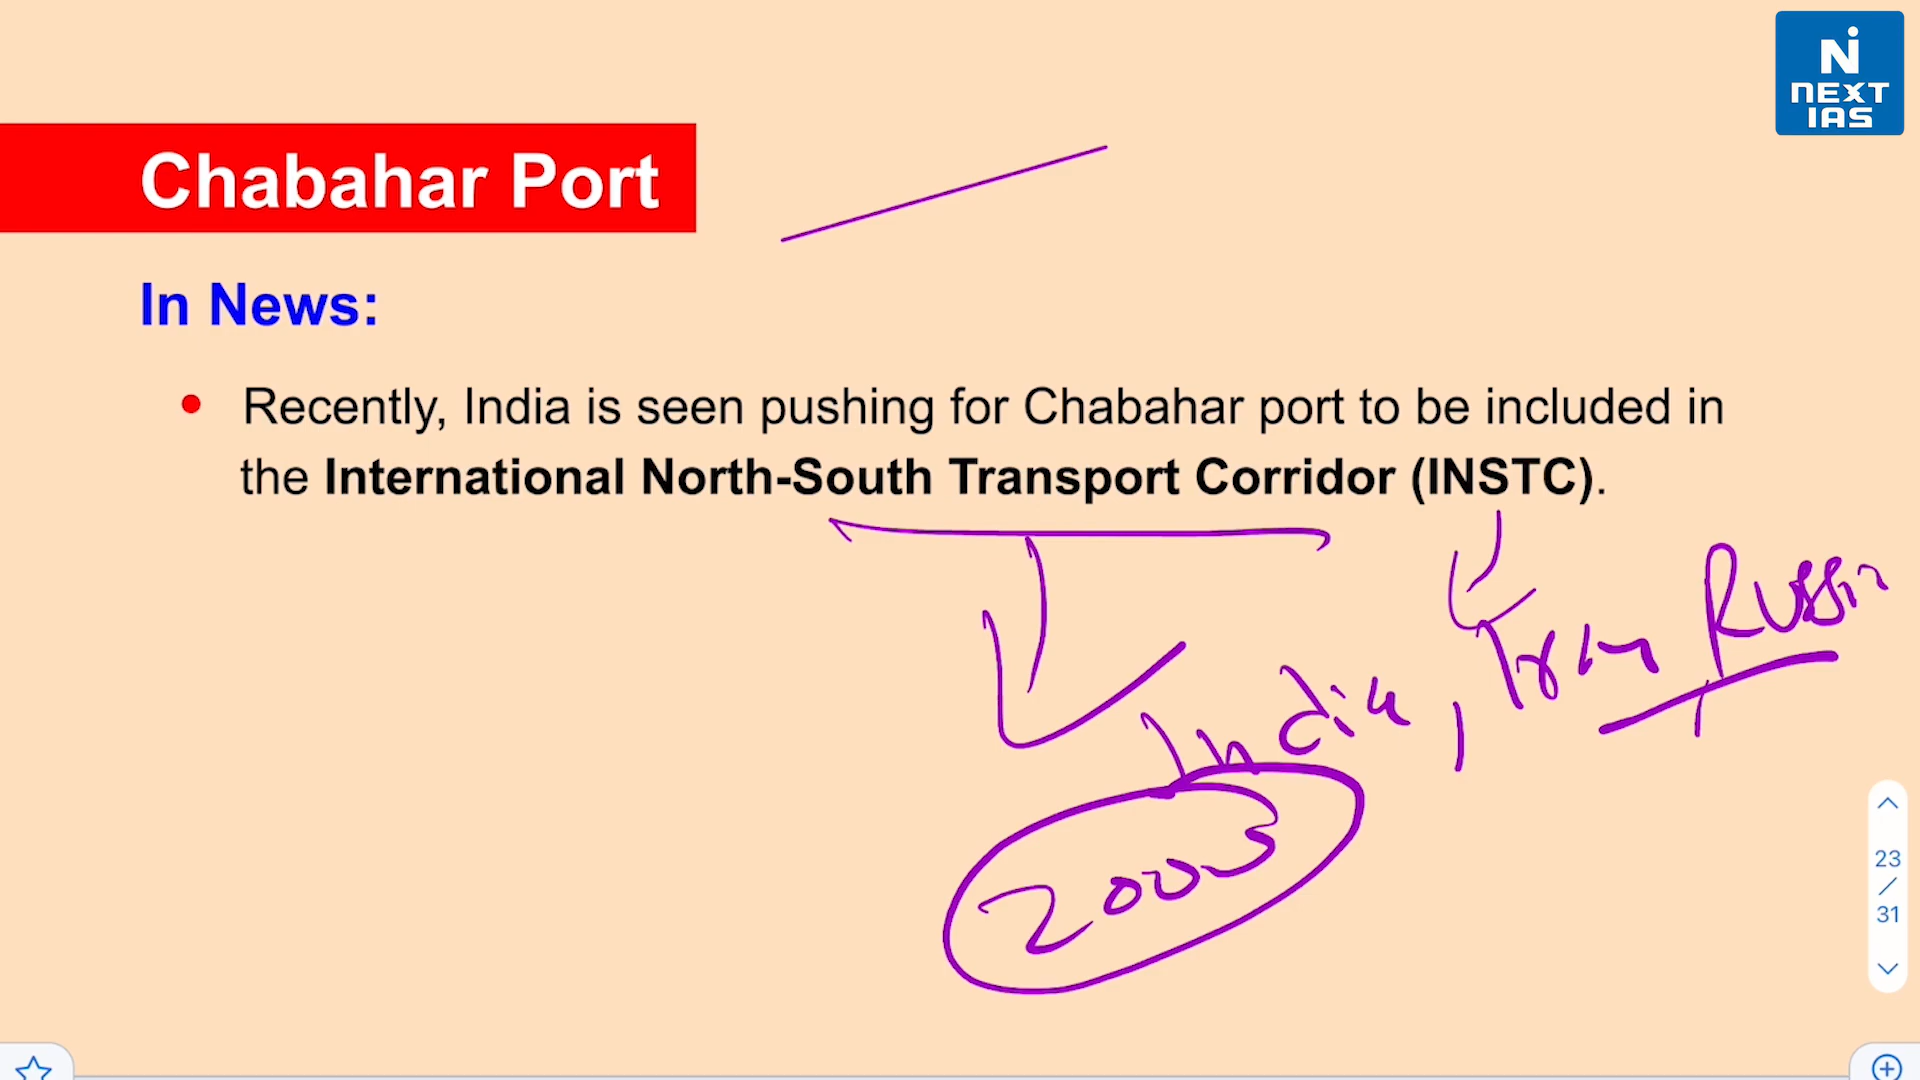 NEXT
IAS
Chabahar Port
In News:
• Recently, India is seen pushing for Chabahar port to be included in
the International North-South Transport Corridor (INSTC).
India, Iran Russia
23
/
31